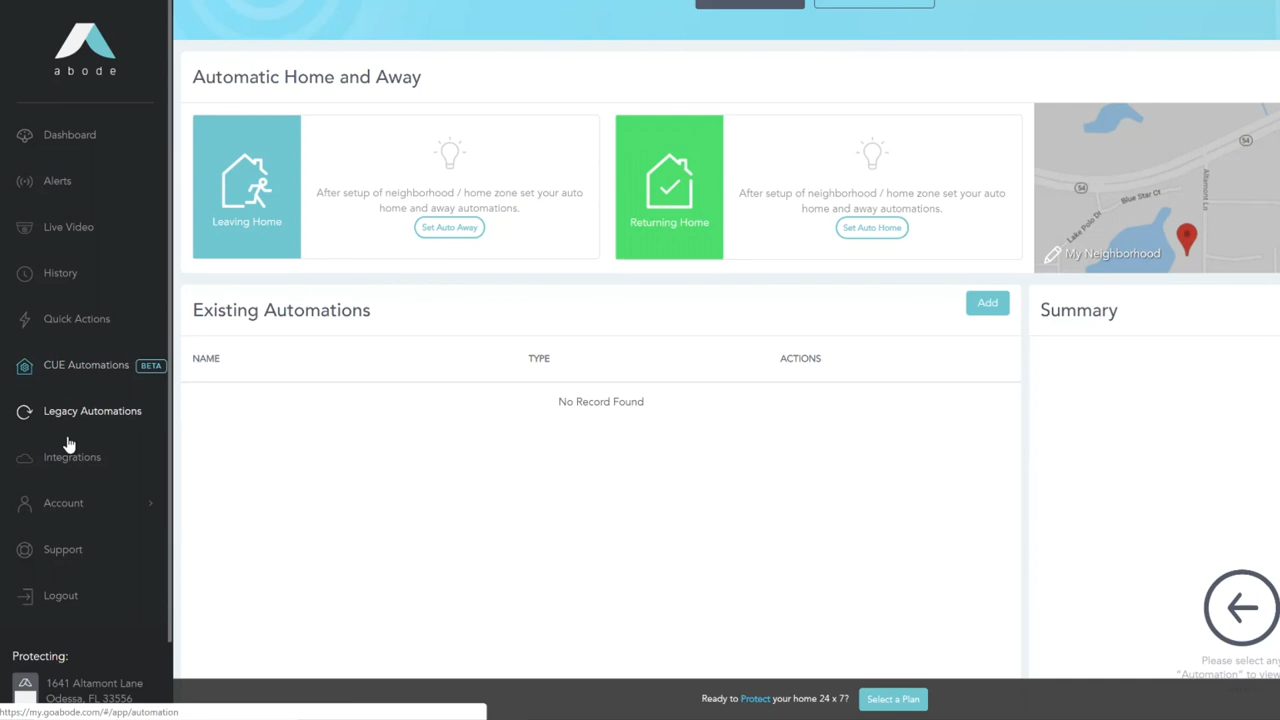 abode
Dashboard
Alerts
Live Video
History
Quick Actions
CUE Automations BETA
Legacy Automations
Integrations
Account
Support
Logout
Protecting:
1641 Altamont Lane
Odessa, FL 33556
https://my.goabode.com/#/app/automation
Automatic Home and Away
Leaving Home
After setup of neighborhood / home zone set your auto
home and away automations.
Set Auto Away
Returning Home
After setup of neighborhood / home zone set your auto
home and away automations.
Set Auto Home
54
54
Blue Star Ct
Altamont Ln
Lake Polo Dr
My Neighborhood
Existing Automations
Add
NAME TYPE ACTIONS
No Record Found
Summary
Please select any
"Automation" to view
Ready to Protect your home 24 x 7? Select a Plan